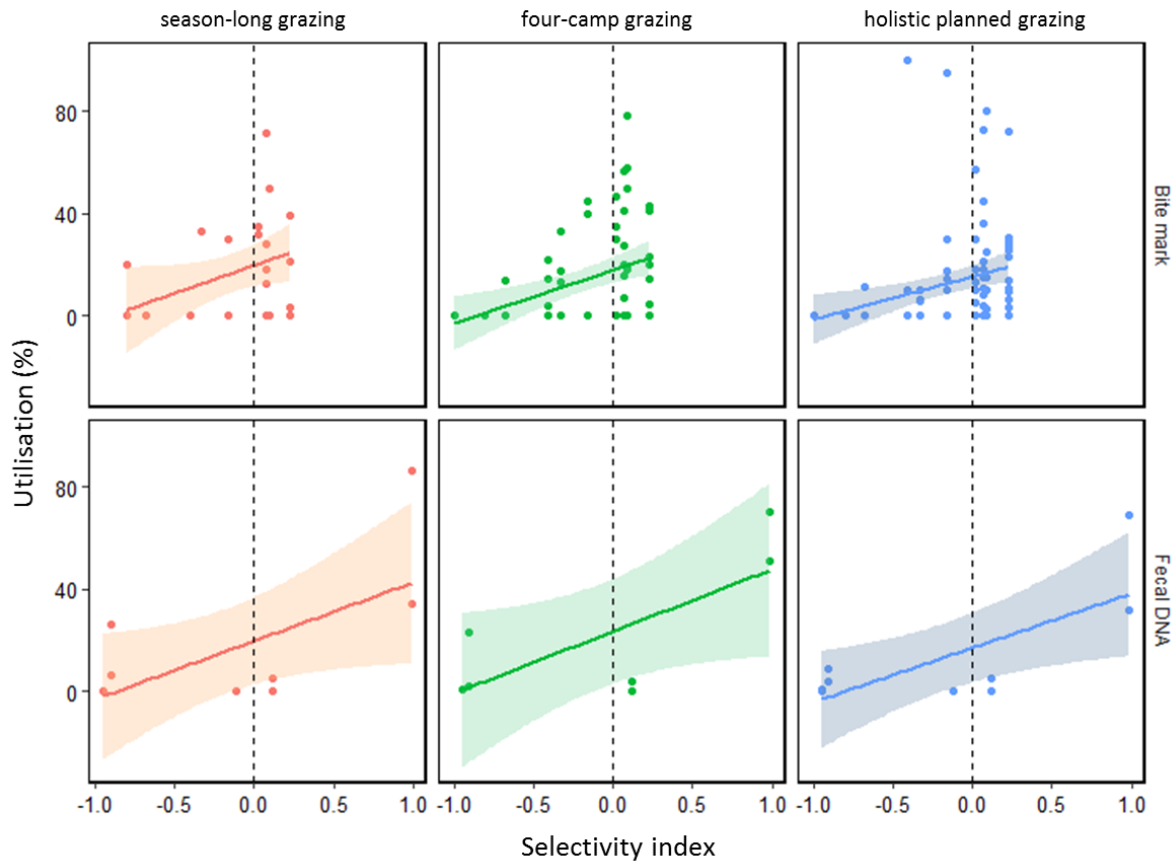 season-long grazing
four-camp grazing
holistic planned grazing
80
40
0
Bite mark
Utilisation (%)
80
40
0
Fecal DNA
-1.0 -0.5 0.0 0.5 1.0
-1.0 -0.5 0.0 0.5 1.0
-1.0 -0.5 0.0 0.5 1.0
Selectivity index